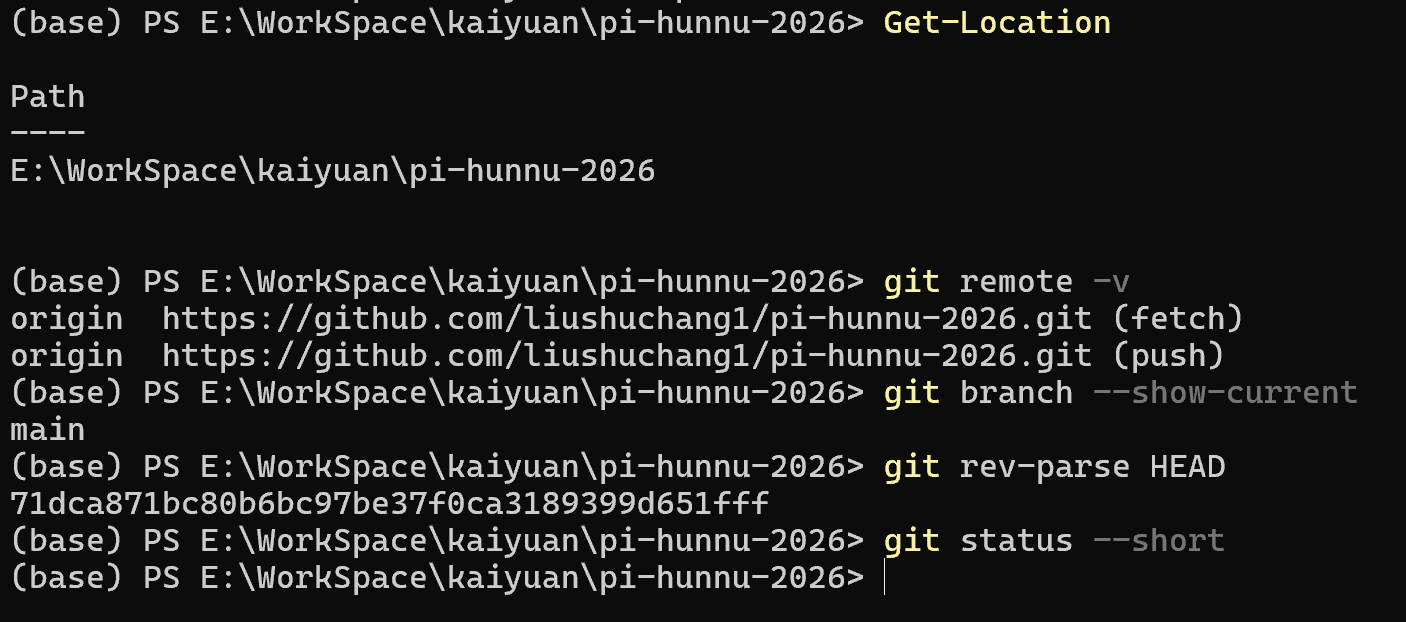 (base) PS E:\WorkSpace\kaiyuan\pi-hunnu-2026> Get-Location
Path
----
E:\WorkSpace\kaiyuan\pi-hunnu-2026
(base) PS E:\WorkSpace\kaiyuan\pi-hunnu-2026> git remote -v
origin  https://github.com/liushuchang1/pi-hunnu-2026.git (fetch)
origin  https://github.com/liushuchang1/pi-hunnu-2026.git (push)
(base) PS E:\WorkSpace\kaiyuan\pi-hunnu-2026> git branch --show-current
main
(base) PS E:\WorkSpace\kaiyuan\pi-hunnu-2026> git rev-parse HEAD
71dca871bc80b6bc97be37f0ca3189399d651fff
(base) PS E:\WorkSpace\kaiyuan\pi-hunnu-2026> git status --short
(base) PS E:\WorkSpace\kaiyuan\pi-hunnu-2026>